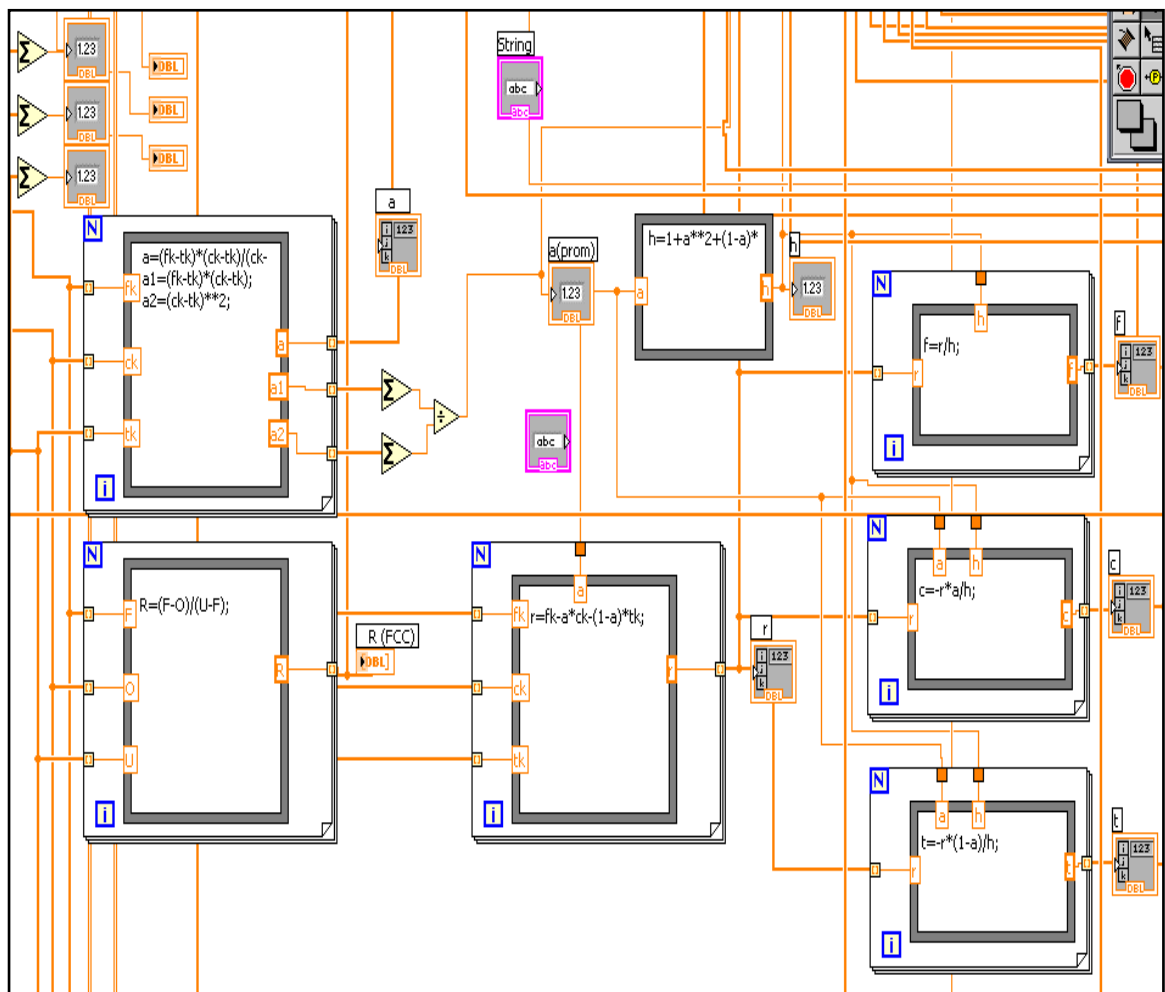 1.23
DBL
DBL
1.23
DBL
DBL
1.23
DBL
DBL
String
abc
abc
N
a=(fk-tk)*(ck-tk)/(ck-
a1=(fk-tk)*(ck-tk);
a2=(ck-tk)**2;
fk
ck
tk
a
a1
a2
i
a
i 123
j
k
DBL
÷
a(prom)
1.23
DBL
abc
abc
h=1+a**2+(1-a)*
a
h
h
1.23
DBL
N
h
f=r/h;
r
f
i
f
i 123
j
k
DBL
N
R=(F-O)/(U-F);
F
O
U
R
i
R (FCC)
DBL]
N
a
r=fk-a*ck-(1-a)*tk;
fk
ck
tk
r
i
r
i 123
j
k
DBL
N
a h
c=-r*a/h;
r
c
i
c
i 123
j
k
DBL
N
a h
t=-r*(1-a)/h;
r
t
i
t
i 123
j
k
DBL
P